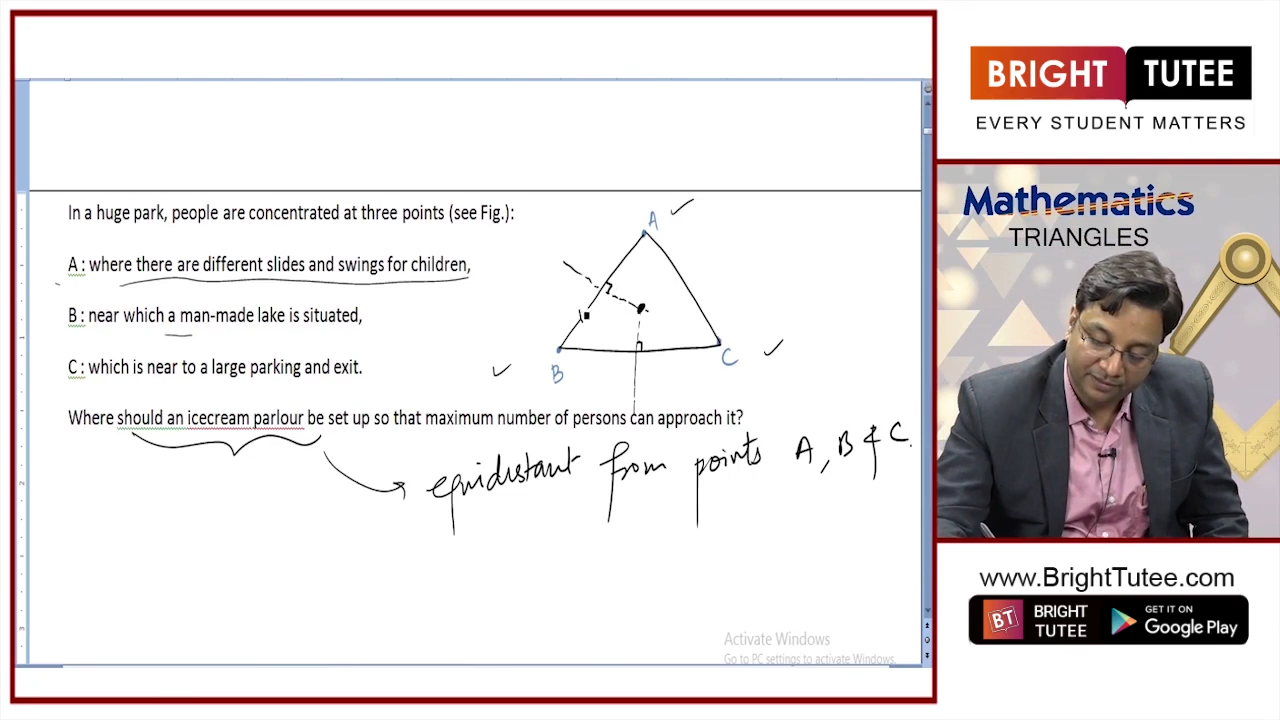 BRIGHT TUTEE
EVERY STUDENT MATTERS
In a huge park, people are concentrated at three points (see Fig.):
A : where there are different slides and swings for children,
B : near which a man-made lake is situated,
C : which is near to a large parking and exit.
A
B
C
Where should an icecream parlour be set up so that maximum number of persons can approach it?
equidistant from points A, B & C.
Mathematics
TRIANGLES
www.BrightTutee.com
BT
BRIGHT
TUTEE
GET IT ON
Google Play
Activate Windows
Go to PC settings to activate Windows.